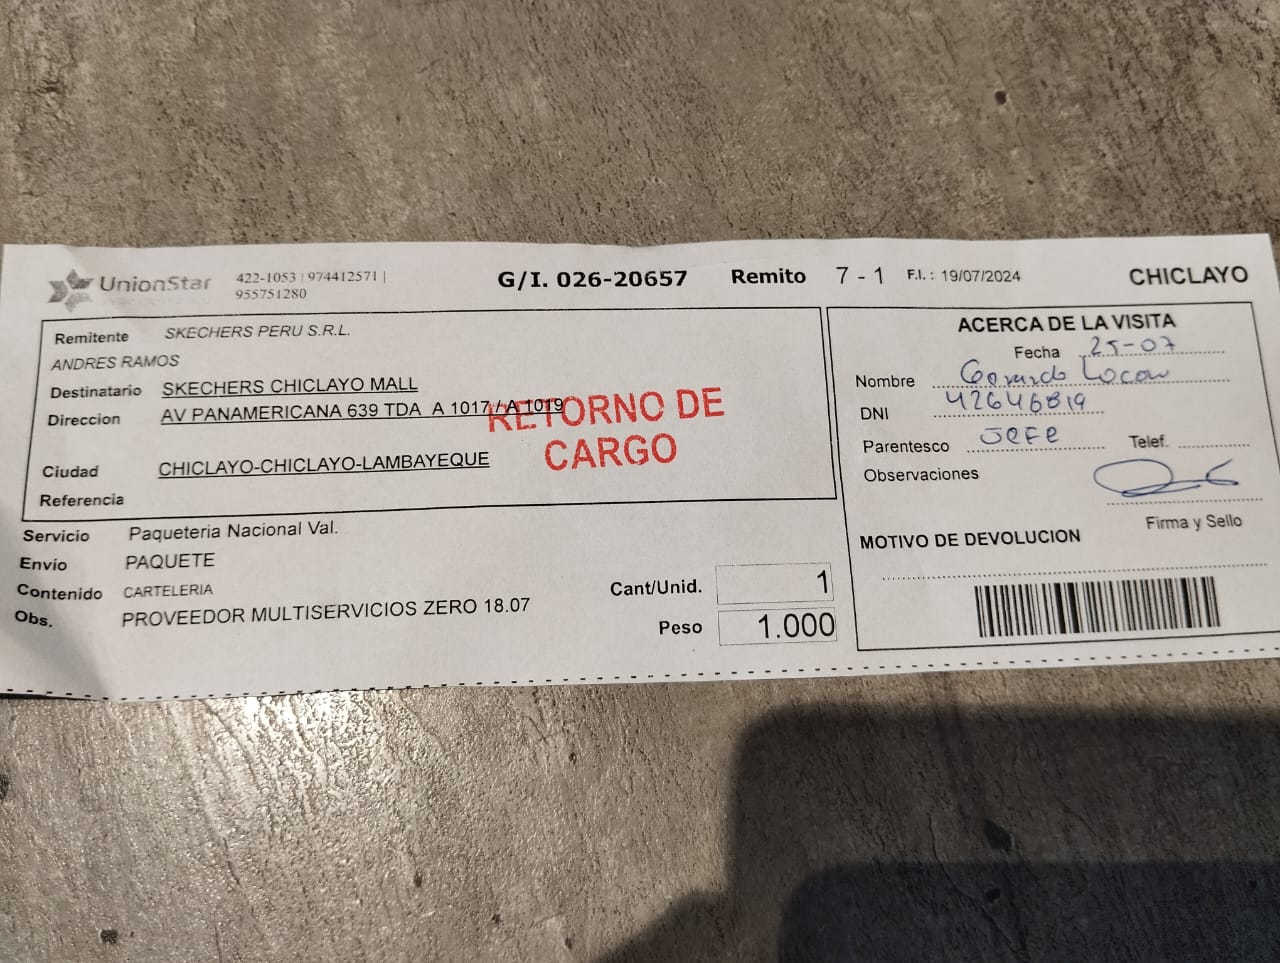 UnionStar 422-1053 | 974412571 |
955751280
G/I. 026-20657 Remito 7 - 1 F.I. : 19/07/2024 CHICLAYO
Remitente SKECHERS PERU S.R.L.
ANDRES RAMOS
Destinatario SKECHERS CHICLAYO MALL
Direccion AV PANAMERICANA 639 TDA A 1017 / A 1019
RETORNO DE
CARGO
Ciudad CHICLAYO-CHICLAYO-LAMBAYEQUE
Referencia
Servicio Paqueteria Nacional Val.
Envío PAQUETE
Contenido CARTELERIA
Obs. PROVEEDOR MULTISERVICIOS ZERO 18.07
Cant/Unid. 1
Peso 1.000
ACERCA DE LA VISITA
Fecha 25-07
Nombre Gerardo
DNI 42646819
Parentesco JEFE Telef.
Observaciones
Firma y Sello
MOTIVO DE DEVOLUCION